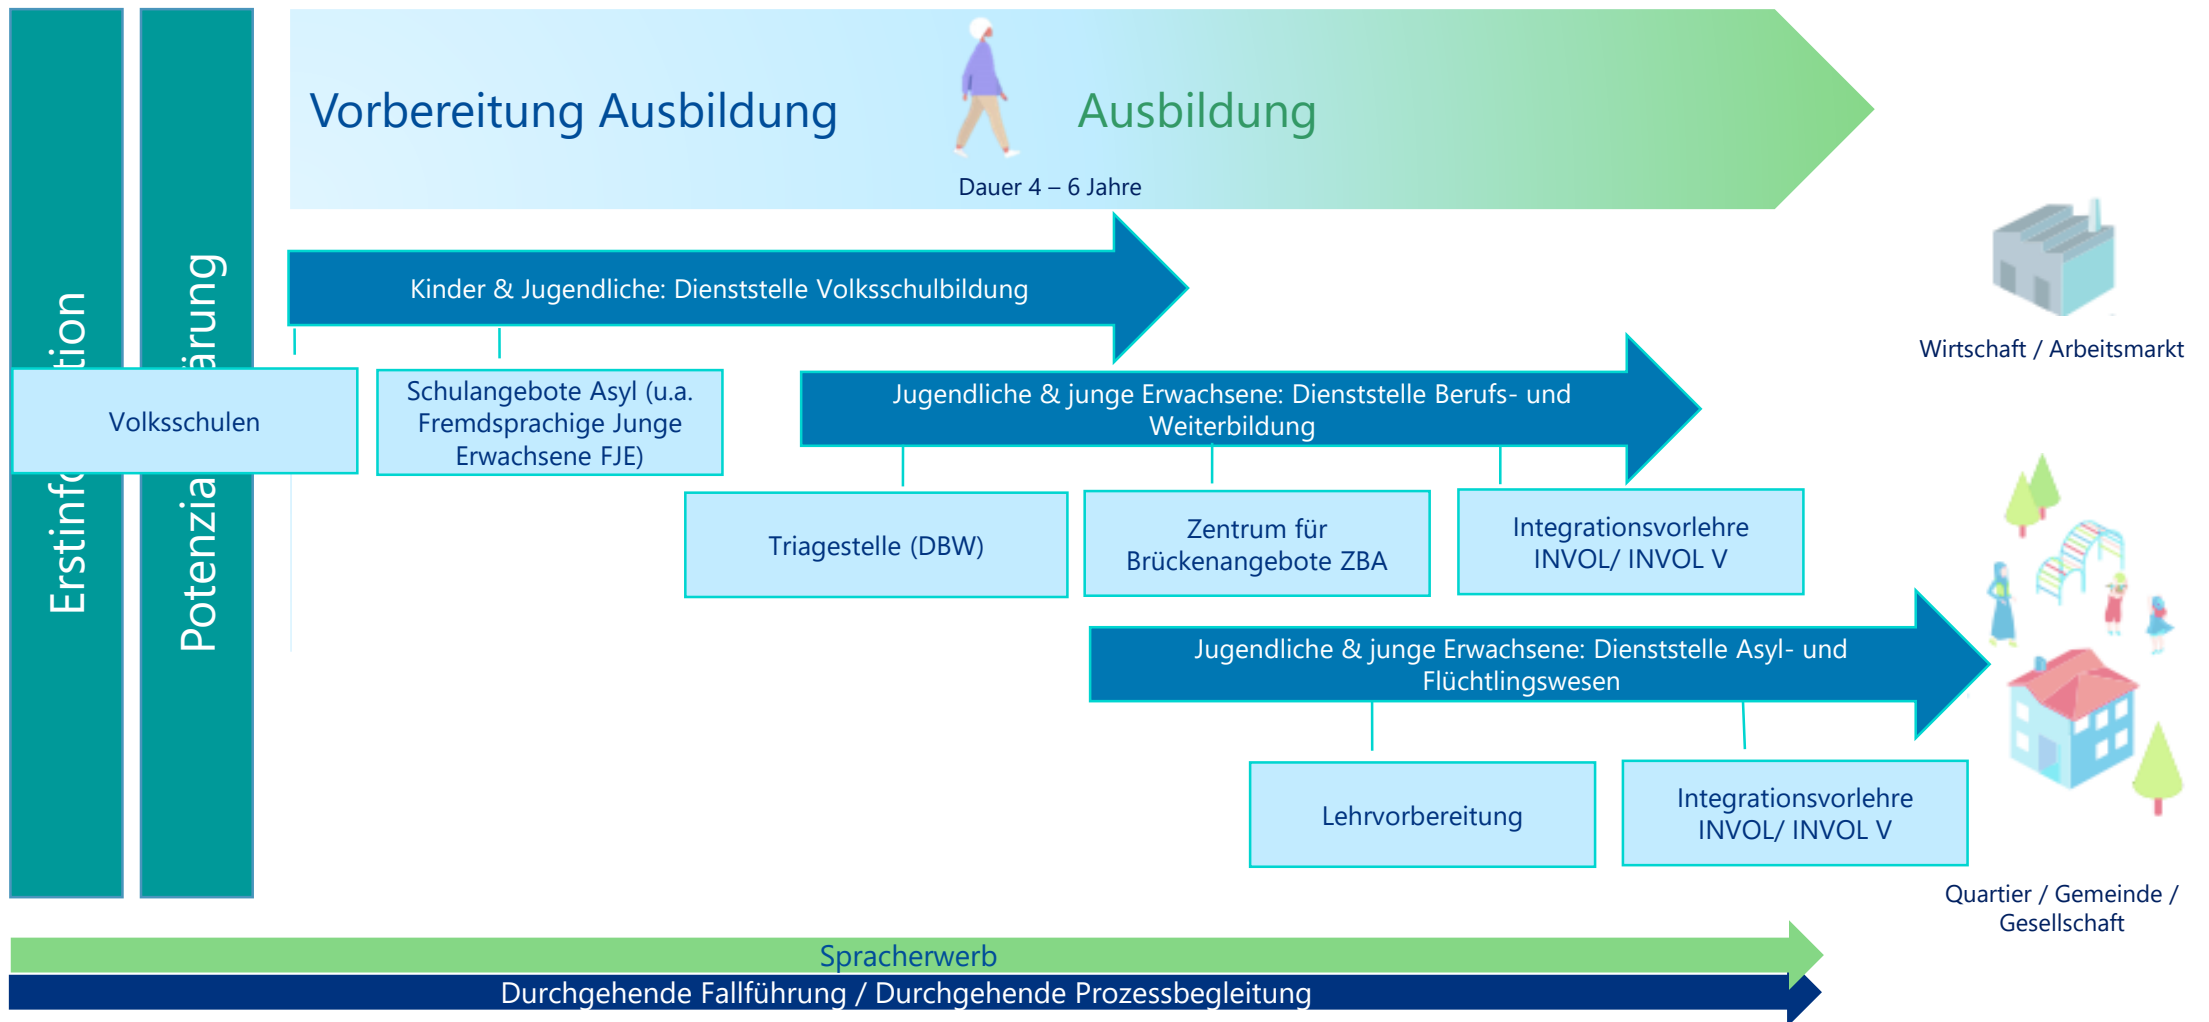 Vorbereitung Ausbildung
Ausbildung
Dauer 4 – 6 Jahre
Kinder & Jugendliche: Dienststelle Volksschulbildung
Wirtschaft / Arbeitsmarkt
Volksschulen
Schulangebote Asyl (u.a.
Fremdsprachige Junge
Erwachsene FJE)
Jugendliche & junge Erwachsene: Dienststelle Berufs- und
Weiterbildung
Triagestelle (DBW)
Zentrum für
Brückenangebote ZBA
Integrationsvorlehre
INVOL/ INVOL V
Jugendliche & junge Erwachsene: Dienststelle Asyl- und
Flüchtlingswesen
Lehrvorbereitung
Integrationsvorlehre
INVOL/ INVOL V
Quartier / Gemeinde /
Gesellschaft
Spracherwerb
Durchgehende Fallführung / Durchgehende Prozessbegleitung